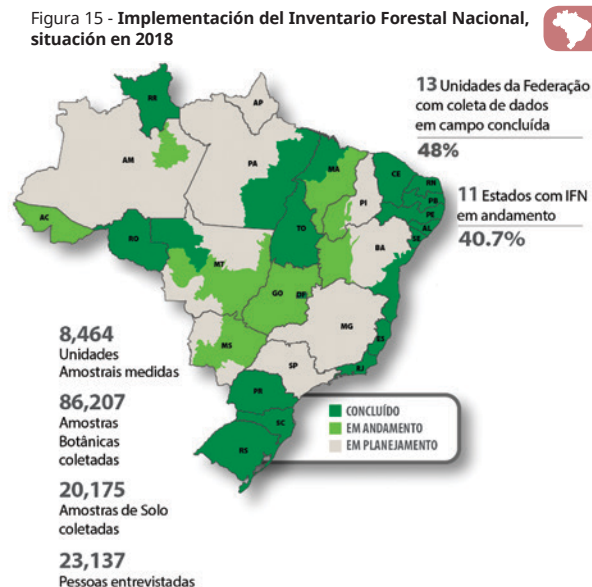 Figura 15 - Implementación del Inventario Forestal Nacional,
situación en 2018
13 Unidades da Federação
com coleta de dados
em campo concluída
48%
11 Estados com IFN
em andamento
40.7%
RR
AP
AM
PA
MA
CE
RN
PB
PE
AL
SE
PI
AC
RO
TO
BA
MT
GO
DF
MG
ES
MS
SP
RJ
PR
SC
RS
8,464
Unidades
Amostrais medidas
86,207
Amostras
Botânicas
coletadas
20,175
Amostras de Solo
coletadas
23,137
Pessoas entrevistadas
CONCLUÍDO
EM ANDAMENTO
EM PLANEJAMENTO